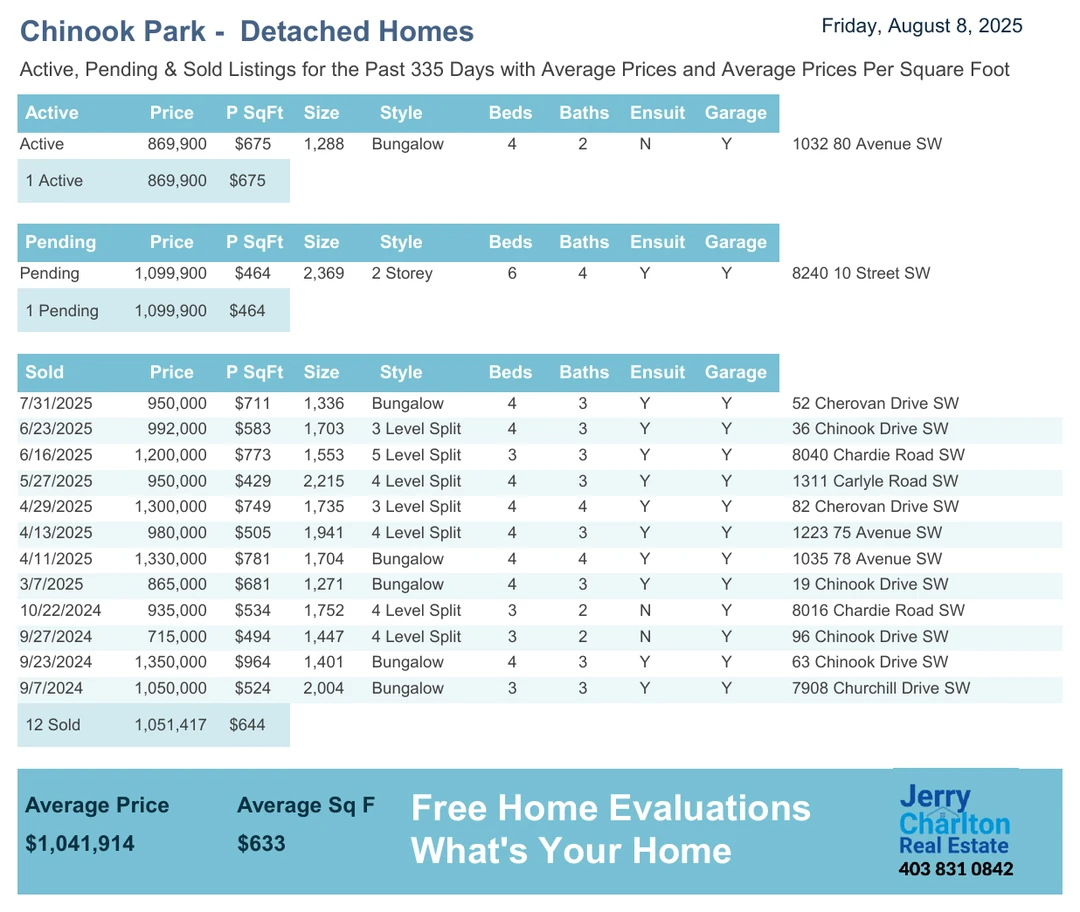 Chinook Park - Detached Homes
Friday, August 8, 2025
Active, Pending & Sold Listings for the Past 335 Days with Average Prices and Average Prices Per Square Foot
Active Price P SqFt Size Style Beds Baths Ensuit Garage
Active 869,900 $675 1,288 Bungalow 4 2 N Y 1032 80 Avenue SW
1 Active 869,900 $675
Pending Price P SqFt Size Style Beds Baths Ensuit Garage
Pending 1,099,900 $464 2,369 2 Storey 6 4 Y Y 8240 10 Street SW
1 Pending 1,099,900 $464
Sold Price P SqFt Size Style Beds Baths Ensuit Garage
7/31/2025 950,000 $711 1,336 Bungalow 4 3 Y Y 52 Cherovan Drive SW
6/23/2025 992,000 $583 1,703 3 Level Split 4 3 Y Y 36 Chinook Drive SW
6/16/2025 1,200,000 $773 1,553 5 Level Split 3 3 Y Y 8040 Chardie Road SW
5/27/2025 950,000 $429 2,215 4 Level Split 4 3 Y Y 1311 Carlyle Road SW
4/29/2025 1,300,000 $749 1,735 3 Level Split 4 4 Y Y 82 Cherovan Drive SW
4/13/2025 980,000 $505 1,941 4 Level Split 4 3 Y Y 1223 75 Avenue SW
4/11/2025 1,330,000 $781 1,704 Bungalow 4 4 Y Y 1035 78 Avenue SW
3/7/2025 865,000 $681 1,271 Bungalow 4 3 Y Y 19 Chinook Drive SW
10/22/2024 935,000 $534 1,752 4 Level Split 3 2 N Y 8016 Chardie Road SW
9/27/2024 715,000 $494 1,447 4 Level Split 3 2 N Y 96 Chinook Drive SW
9/23/2024 1,350,000 $964 1,401 Bungalow 4 3 Y Y 63 Chinook Drive SW
9/7/2024 1,050,000 $524 2,004 Bungalow 3 3 Y Y 7908 Churchill Drive SW
12 Sold 1,051,417 $644
Average Price Average Sq F
$1,041,914 $633
Free Home Evaluations
What's Your Home
Jerry
Charlton
Real Estate
403 831 0842